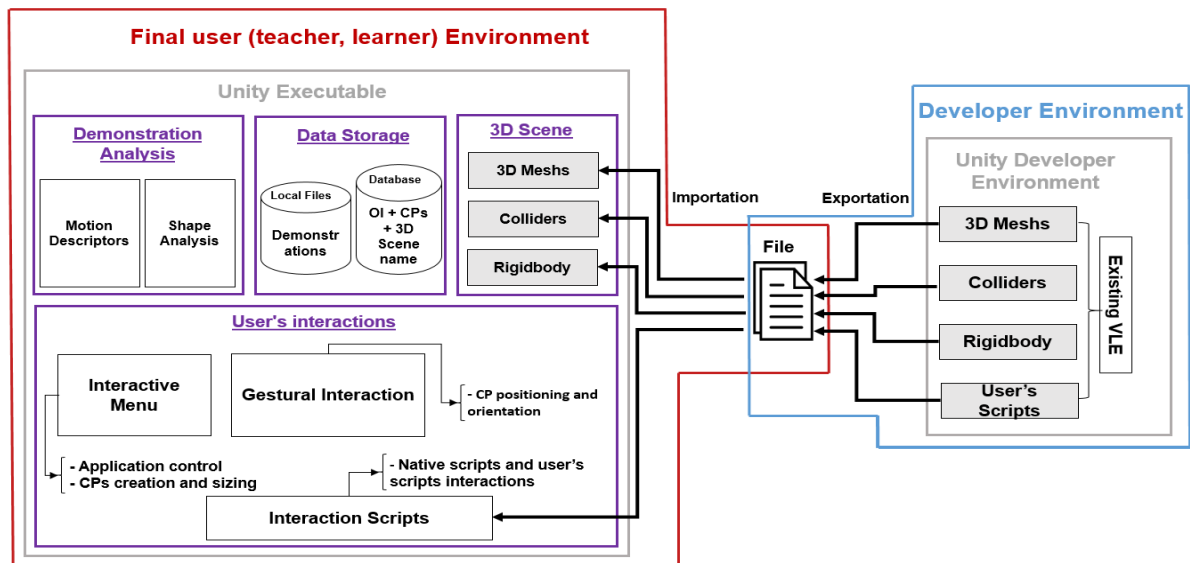 Final user (teacher, learner) Environment
Unity Executable
Demonstration
Analysis
Motion
Descriptors
Shape
Analysis
Data Storage
Local Files
Demonstr
ations
Database
OI + CPs
+ 3D
Scene
name
3D Scene
3D Meshs
Colliders
Rigidbody
User's interactions
Interactive
Menu
Gestural Interaction
- CP positioning and
orientation
- Application control
- CPs creation and sizing
- Native scripts and user's
scripts interactions
Interaction Scripts
Importation
Exportation
File
Developer Environment
Unity Developer
Environment
3D Meshs
Colliders
Rigidbody
User’s
Scripts
Existing VLE